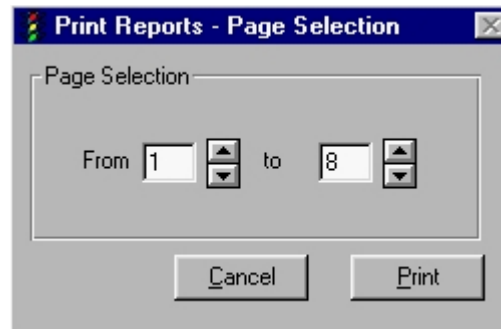 Print Reports - Page Selection
Page Selection
From 1 to 8
Cancel Print